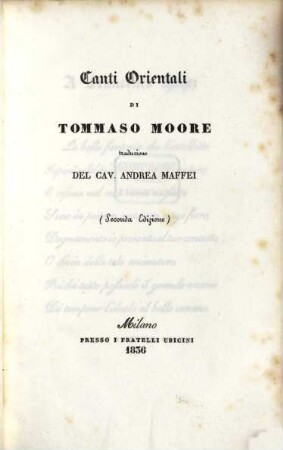 Canti Orientali
DI
TOMMASO MOORE
traduzione
DEL CAV. ANDREA MAFFEI
(Seconda Edizione)
Milano
PRESSO I FRATELLI UBICINI
1836